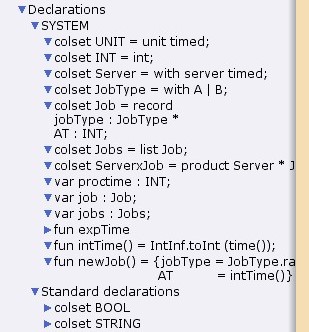 Declarations
SYSTEM
colset UNIT = unit timed;
colset INT = int;
colset Server = with server timed;
colset JobType = with A | B;
colset Job = record
jobType : JobType *
AT : INT;
colset Jobs = list Job;
colset ServerxJob = product Server *
var proctime : INT;
var job : Job;
var jobs : Jobs;
fun expTime
fun intTime() = IntInf.toInt (time());
fun newJob() = {jobType = JobType.ra
AT = intTime()}
Standard declarations
colset BOOL
colset STRING